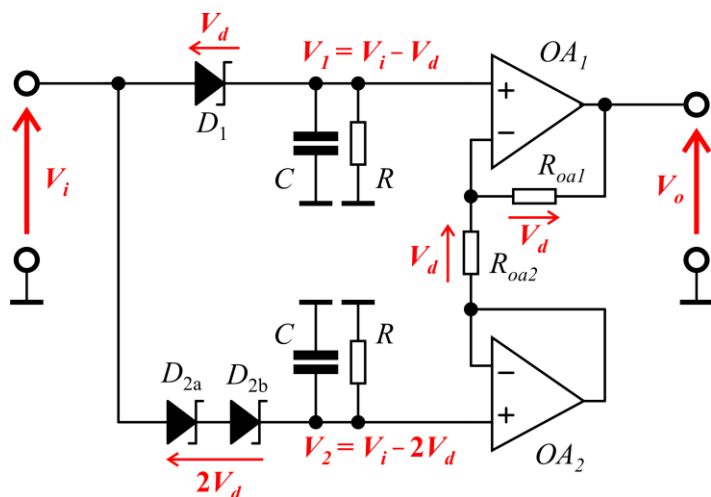 V_d
V_1 = V_i – V_d
OA_1
D_1
+
–
V_i
C
R
R_oa1
V_o
V_d
V_d
R_oa2
C
R
D_2a
D_2b
–
+
V_2 = V_i – 2V_d
OA_2
2V_d